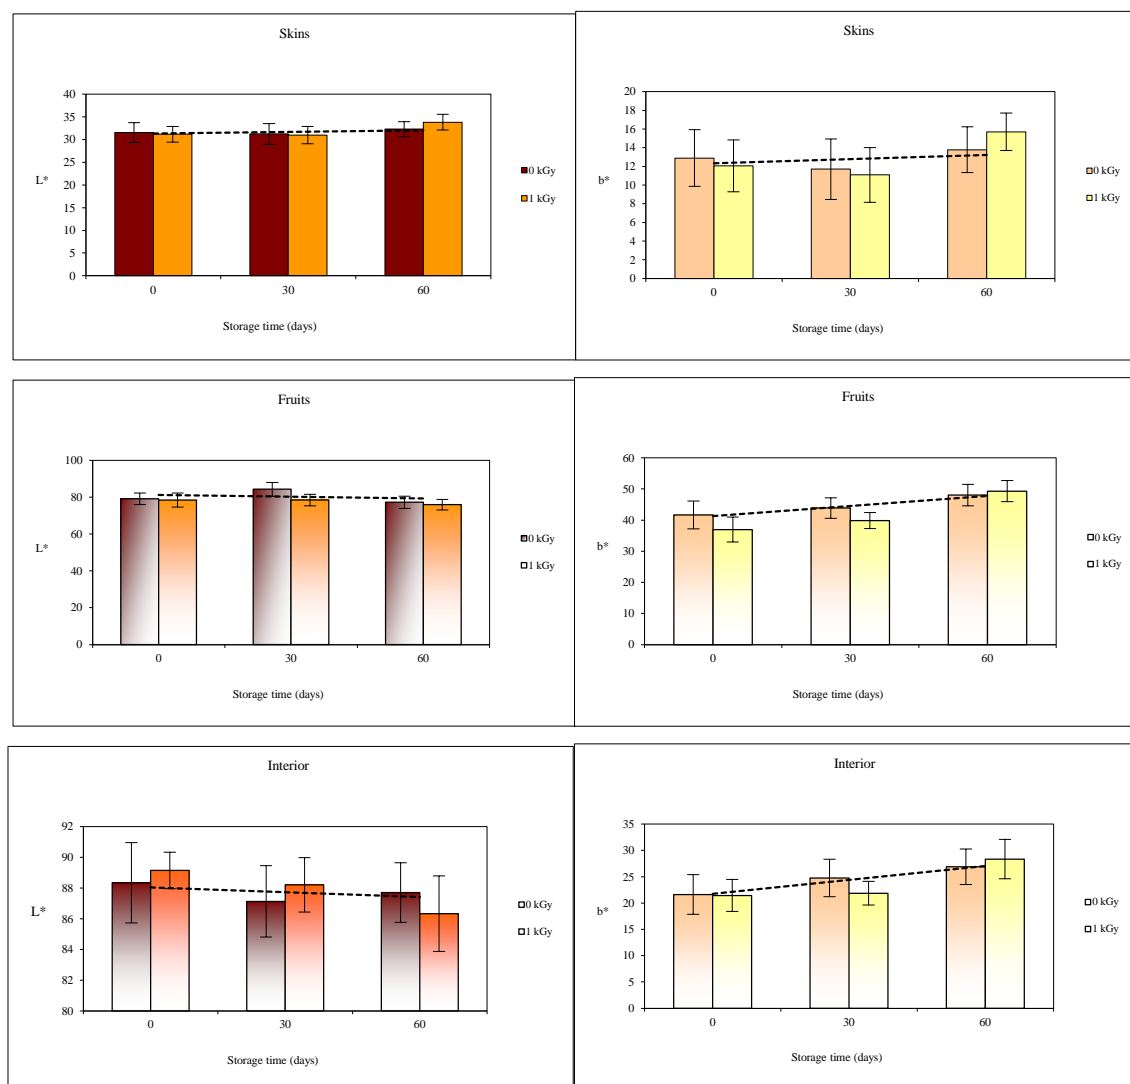 Skins
40
35
30
25
20
15
10
5
0
L*
0 kGy
1 kGy
0 30 60
Storage time (days)
Skins
20
18
16
14
12
10
8
6
4
2
0
b*
0 kGy
1 kGy
0 30 60
Storage time (days)
Fruits
100
80
60
40
20
0
L*
0 kGy
1 kGy
0 30 60
Storage time (days)
Fruits
60
50
40
30
20
10
0
b*
0 kGy
1 kGy
0 30 60
Storage time (days)
Interior
92
90
88
86
84
82
80
L*
0 kGy
1 kGy
0 30 60
Storage time (days)
Interior
35
30
25
20
15
10
5
0
b*
0 kGy
1 kGy
0 30 60
Storage time (days)